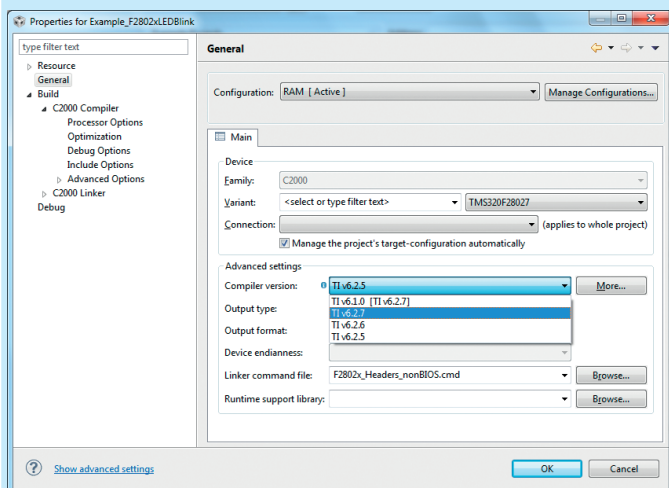 Properties for Example_F2802xLEDBlink
type filter text
Resource
General
Build
C2000 Compiler
Processor Options
Optimization
Debug Options
Include Options
Advanced Options
C2000 Linker
Debug
General
Configuration: RAM [ Active ] Manage Configurations...
Main
Device
Family: C2000
Variant: <select or type filter text> TMS320F28027
Connection: (applies to whole project)
Manage the project's target-configuration automatically
Advanced settings
Compiler version: TI v6.2.5 More...
TI v6.1.0 [TI v6.2.7]
Output type: TI v6.2.7
Output format: TI v6.2.6
TI v6.2.5
Device endianness:
Linker command file: F2802x_Headers_nonBIOS.cmd Browse...
Runtime support library: Browse...
Show advanced settings OK Cancel